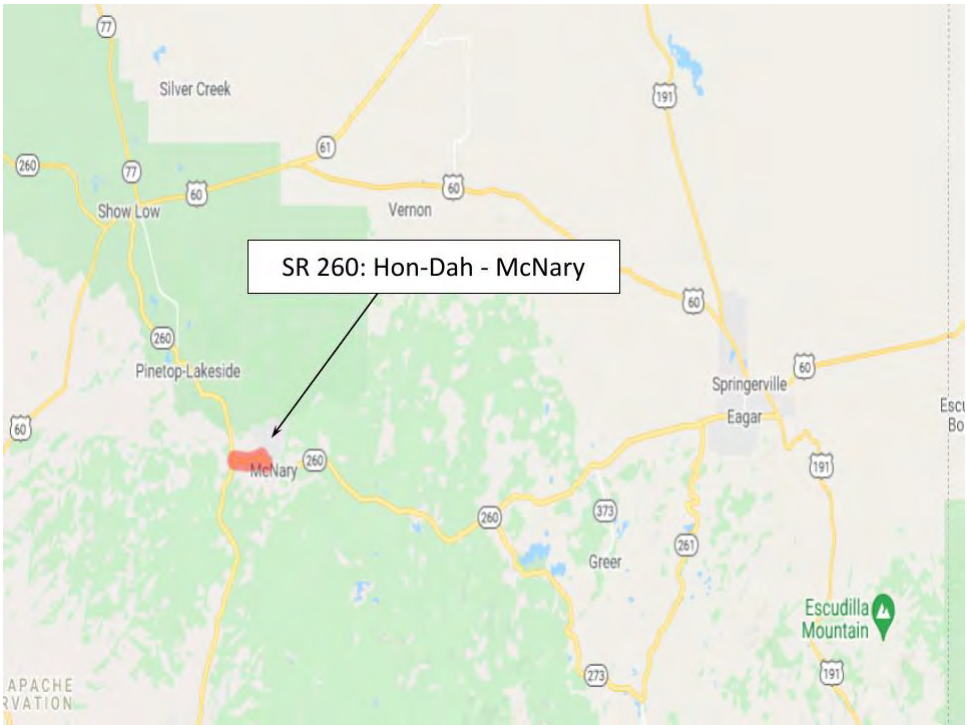 77
Silver Creek
191
61
260
77
60
60
Show Low
Vernon
SR 260: Hon-Dah - McNary
60
260
Pinetop-Lakeside
60
Springerville
Eagar
Escu
Bo
60
McNary
260
191
260
373
261
Greer
Escudilla
Mountain
273
191
APACHE
RVATION